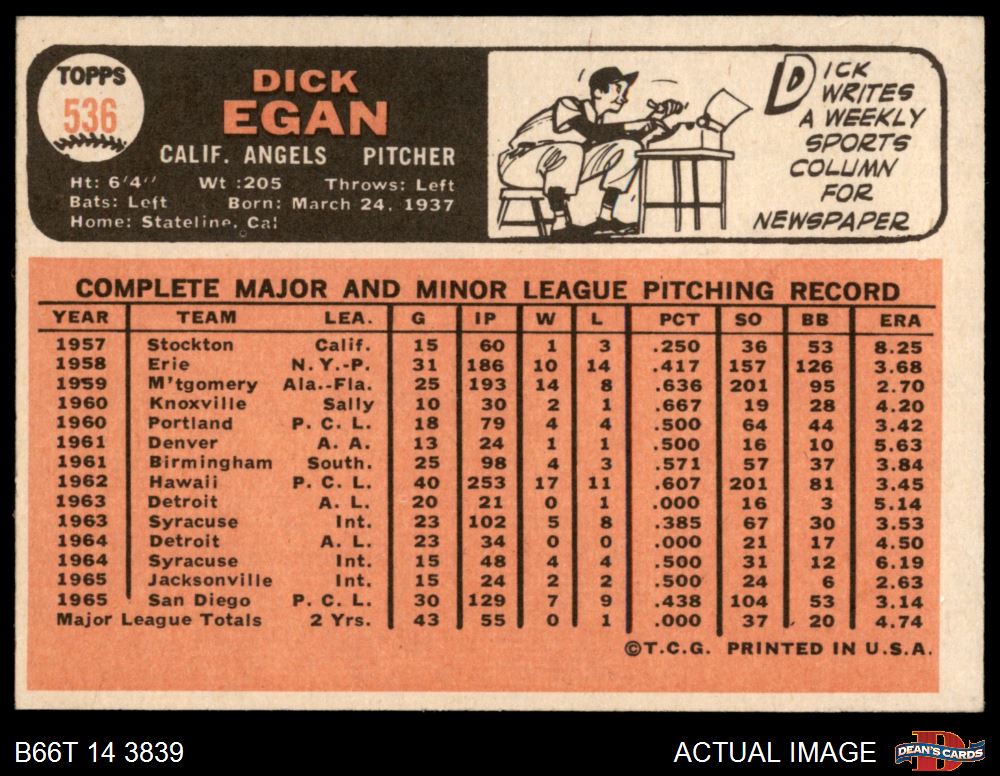 TOPPS
536
DICK
EGAN
CALIF. ANGELS PITCHER
Ht: 6'4" Wt :205 Throws: Left
Bats: Left Born: March 24, 1937
Home: Stateline, Cal
DICK
WRITES
A WEEKLY
SPORTS
COLUMN
FOR
NEWSPAPER
COMPLETE MAJOR AND MINOR LEAGUE PITCHING RECORD
YEAR TEAM LEA. G IP W L PCT SO BB ERA
1957 Stockton Calif. 15 60 1 3 .250 36 53 8.25
1958 Erie N.Y.-P. 31 186 10 14 .417 157 126 3.68
1959 M'tgomery Ala.-Fla. 25 193 14 8 .636 201 95 2.70
1960 Knoxville Sally 10 30 2 1 .667 19 28 4.20
1960 Portland P. C. L. 18 79 4 4 .500 64 44 3.42
1961 Denver A. A. 13 24 1 1 .500 16 10 5.63
1961 Birmingham South. 25 98 4 3 .571 57 37 3.84
1962 Hawaii P. C. L. 40 253 17 11 .607 201 81 3.45
1963 Detroit A. L. 20 21 0 1 .000 16 3 5.14
1963 Syracuse Int. 23 102 5 8 .385 67 30 3.53
1964 Detroit A. L. 23 34 0 0 .000 21 17 4.50
1964 Syracuse Int. 15 48 4 4 .500 31 12 6.19
1965 Jacksonville Int. 15 24 2 2 .500 24 6 2.63
1965 San Diego P. C. L. 30 129 7 9 .438 104 53 3.14
Major League Totals 2 Yrs. 43 55 0 1 .000 37 20 4.74
©T.C.G. PRINTED IN U.S.A.
B66T 14 3839
ACTUAL IMAGE
D
DEAN'S CARDS